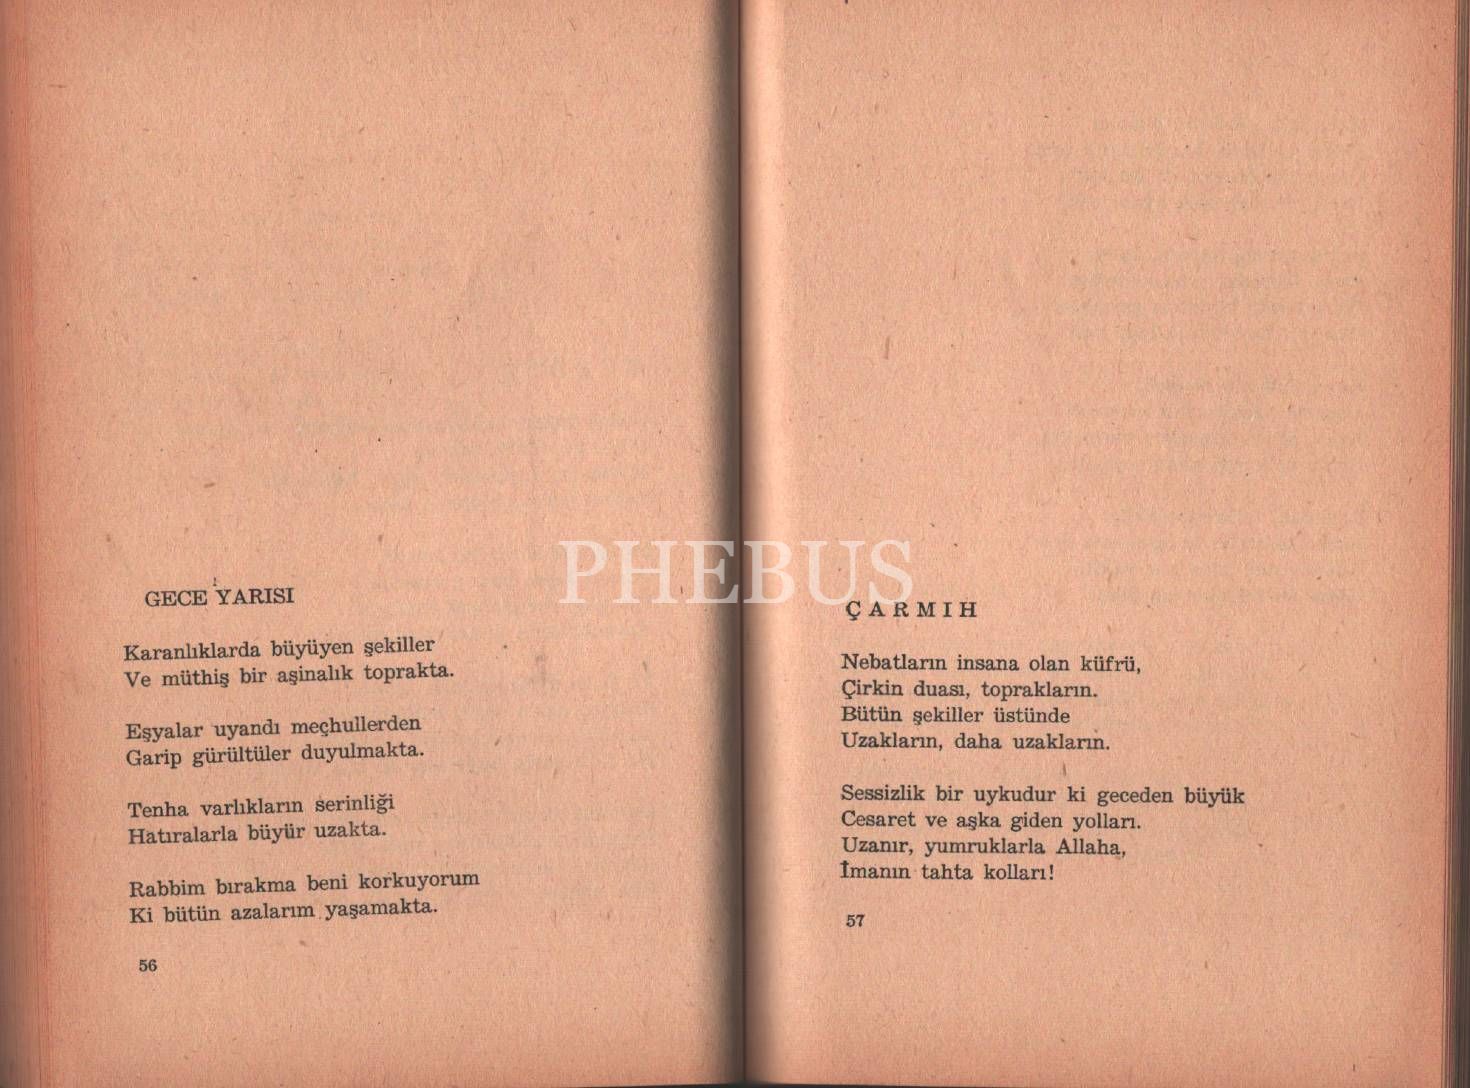 GECE YARISI
Karanlıklarda büyüyen şekiller
Ve müthiş bir aşinalık toprakta.
Eşyalar uyandı meçhullerden
Garip gürültüler duyulmakta.
Tenha varlıkların serinliği
Hatıralarla büyür uzakta.
Rabbim bırakma beni korkuyorum
Ki bütün azalarım yaşamakta.
56
PHEBUS
ÇARMIH
Nebatların insana olan küfrü,
Çirkin duası, toprakların.
Bütün şekiller üstünde
Uzakların, daha uzakların.
Sessizlik bir uykudur ki geceden büyük
Cesaret ve aşka giden yolları.
Uzanır, yumruklarla Allaha,
İmanın tahta kolları!
57